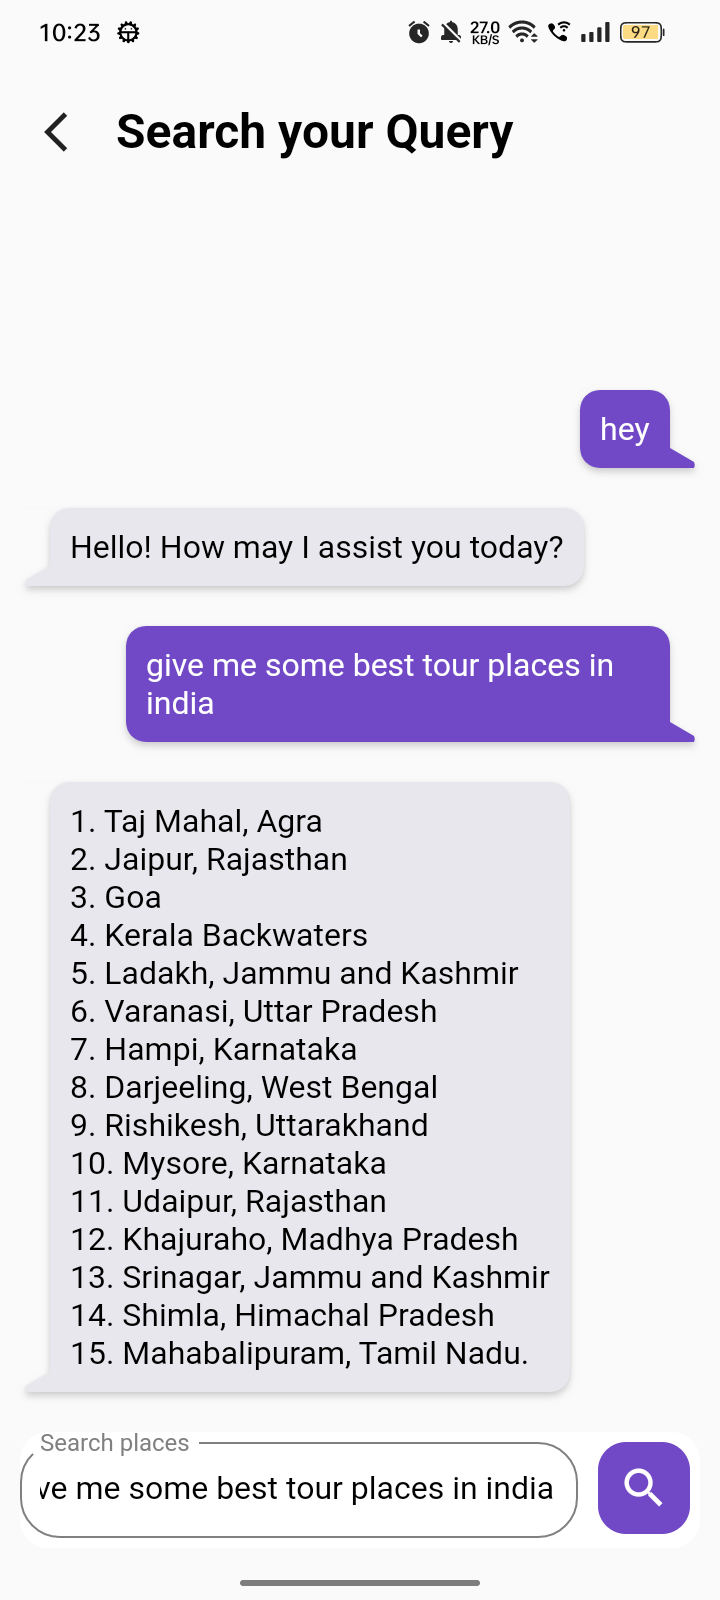 10:23
27.0
KB/S
97
Search your Query
hey
Hello! How may I assist you today?
give me some best tour places in
india
1. Taj Mahal, Agra
2. Jaipur, Rajasthan
3. Goa
4. Kerala Backwaters
5. Ladakh, Jammu and Kashmir
6. Varanasi, Uttar Pradesh
7. Hampi, Karnataka
8. Darjeeling, West Bengal
9. Rishikesh, Uttarakhand
10. Mysore, Karnataka
11. Udaipur, Rajasthan
12. Khajuraho, Madhya Pradesh
13. Srinagar, Jammu and Kashmir
14. Shimla, Himachal Pradesh
15. Mahabalipuram, Tamil Nadu.
Search places
ve me some best tour places in india